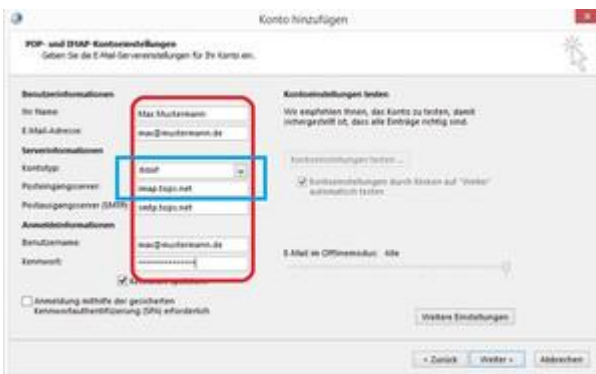 Konto hinzufügen
POP- und IMAP-Kontoeinstellungen
Geben Sie die E-Mail-Servereinstellungen für Ihr Konto ein.
Benutzerinformationen
Ihr Name:
Max Mustermann
E-Mail-Adresse:
max@mustermann.de
Serverinformationen
Kontotyp:
IMAP
Posteingangsserver:
imap.tops.net
Postausgangsserver (SMTP):
smtp.tops.net
Anmeldeinformationen
Benutzername:
max@mustermann.de
Kennwort:
***************
Anmeldung mithilfe der gesicherten
Kennwortauthentifizierung (SPA) erforderlich
Kontoeinstellungen testen
Wir empfehlen Ihnen, das Konto zu testen, damit
sichergestellt ist, dass alle Einträge richtig sind.
Kontoeinstellungen testen ...
Kontoeinstellungen durch Klicken auf "Weiter"
automatisch testen
E-Mail im Offlinemodus: Alle
Weitere Einstellungen
< Zurück
Weiter >
Abbrechen